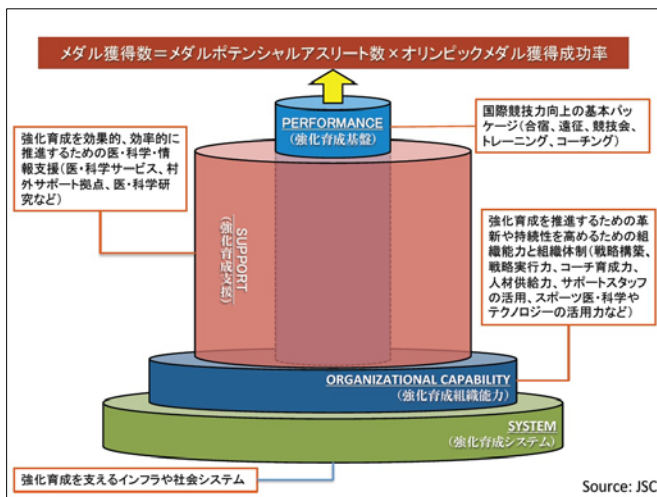 メダル獲得数＝メダルポテンシャルアスリート数×オリンピックメダル獲得成功率
PERFORMANCE
(強化育成基盤)
国際競技力向上の基本パッ
ケージ(合宿、遠征、競技会、
トレーニング、コーチング)
強化育成を効果的、効率的に
推進するための医・科学・情
報支援(医・科学サービス、村
外サポート拠点、医・科学研
究など)
SUPPORT
(強化育成支援)
強化育成を推進するための革
新や持続性を高めるための組
織能力と組織体制(戦略構築、
戦略実行力、コーチ育成力、
人材供給力、サポートスタッフ
の活用、スポーツ医・科学や
テクノロジーの活用力など)
ORGANIZATIONAL CAPABILITY
(強化育成組織能力)
SYSTEM
(強化育成システム)
強化育成を支えるインフラや社会システム
Source: JSC